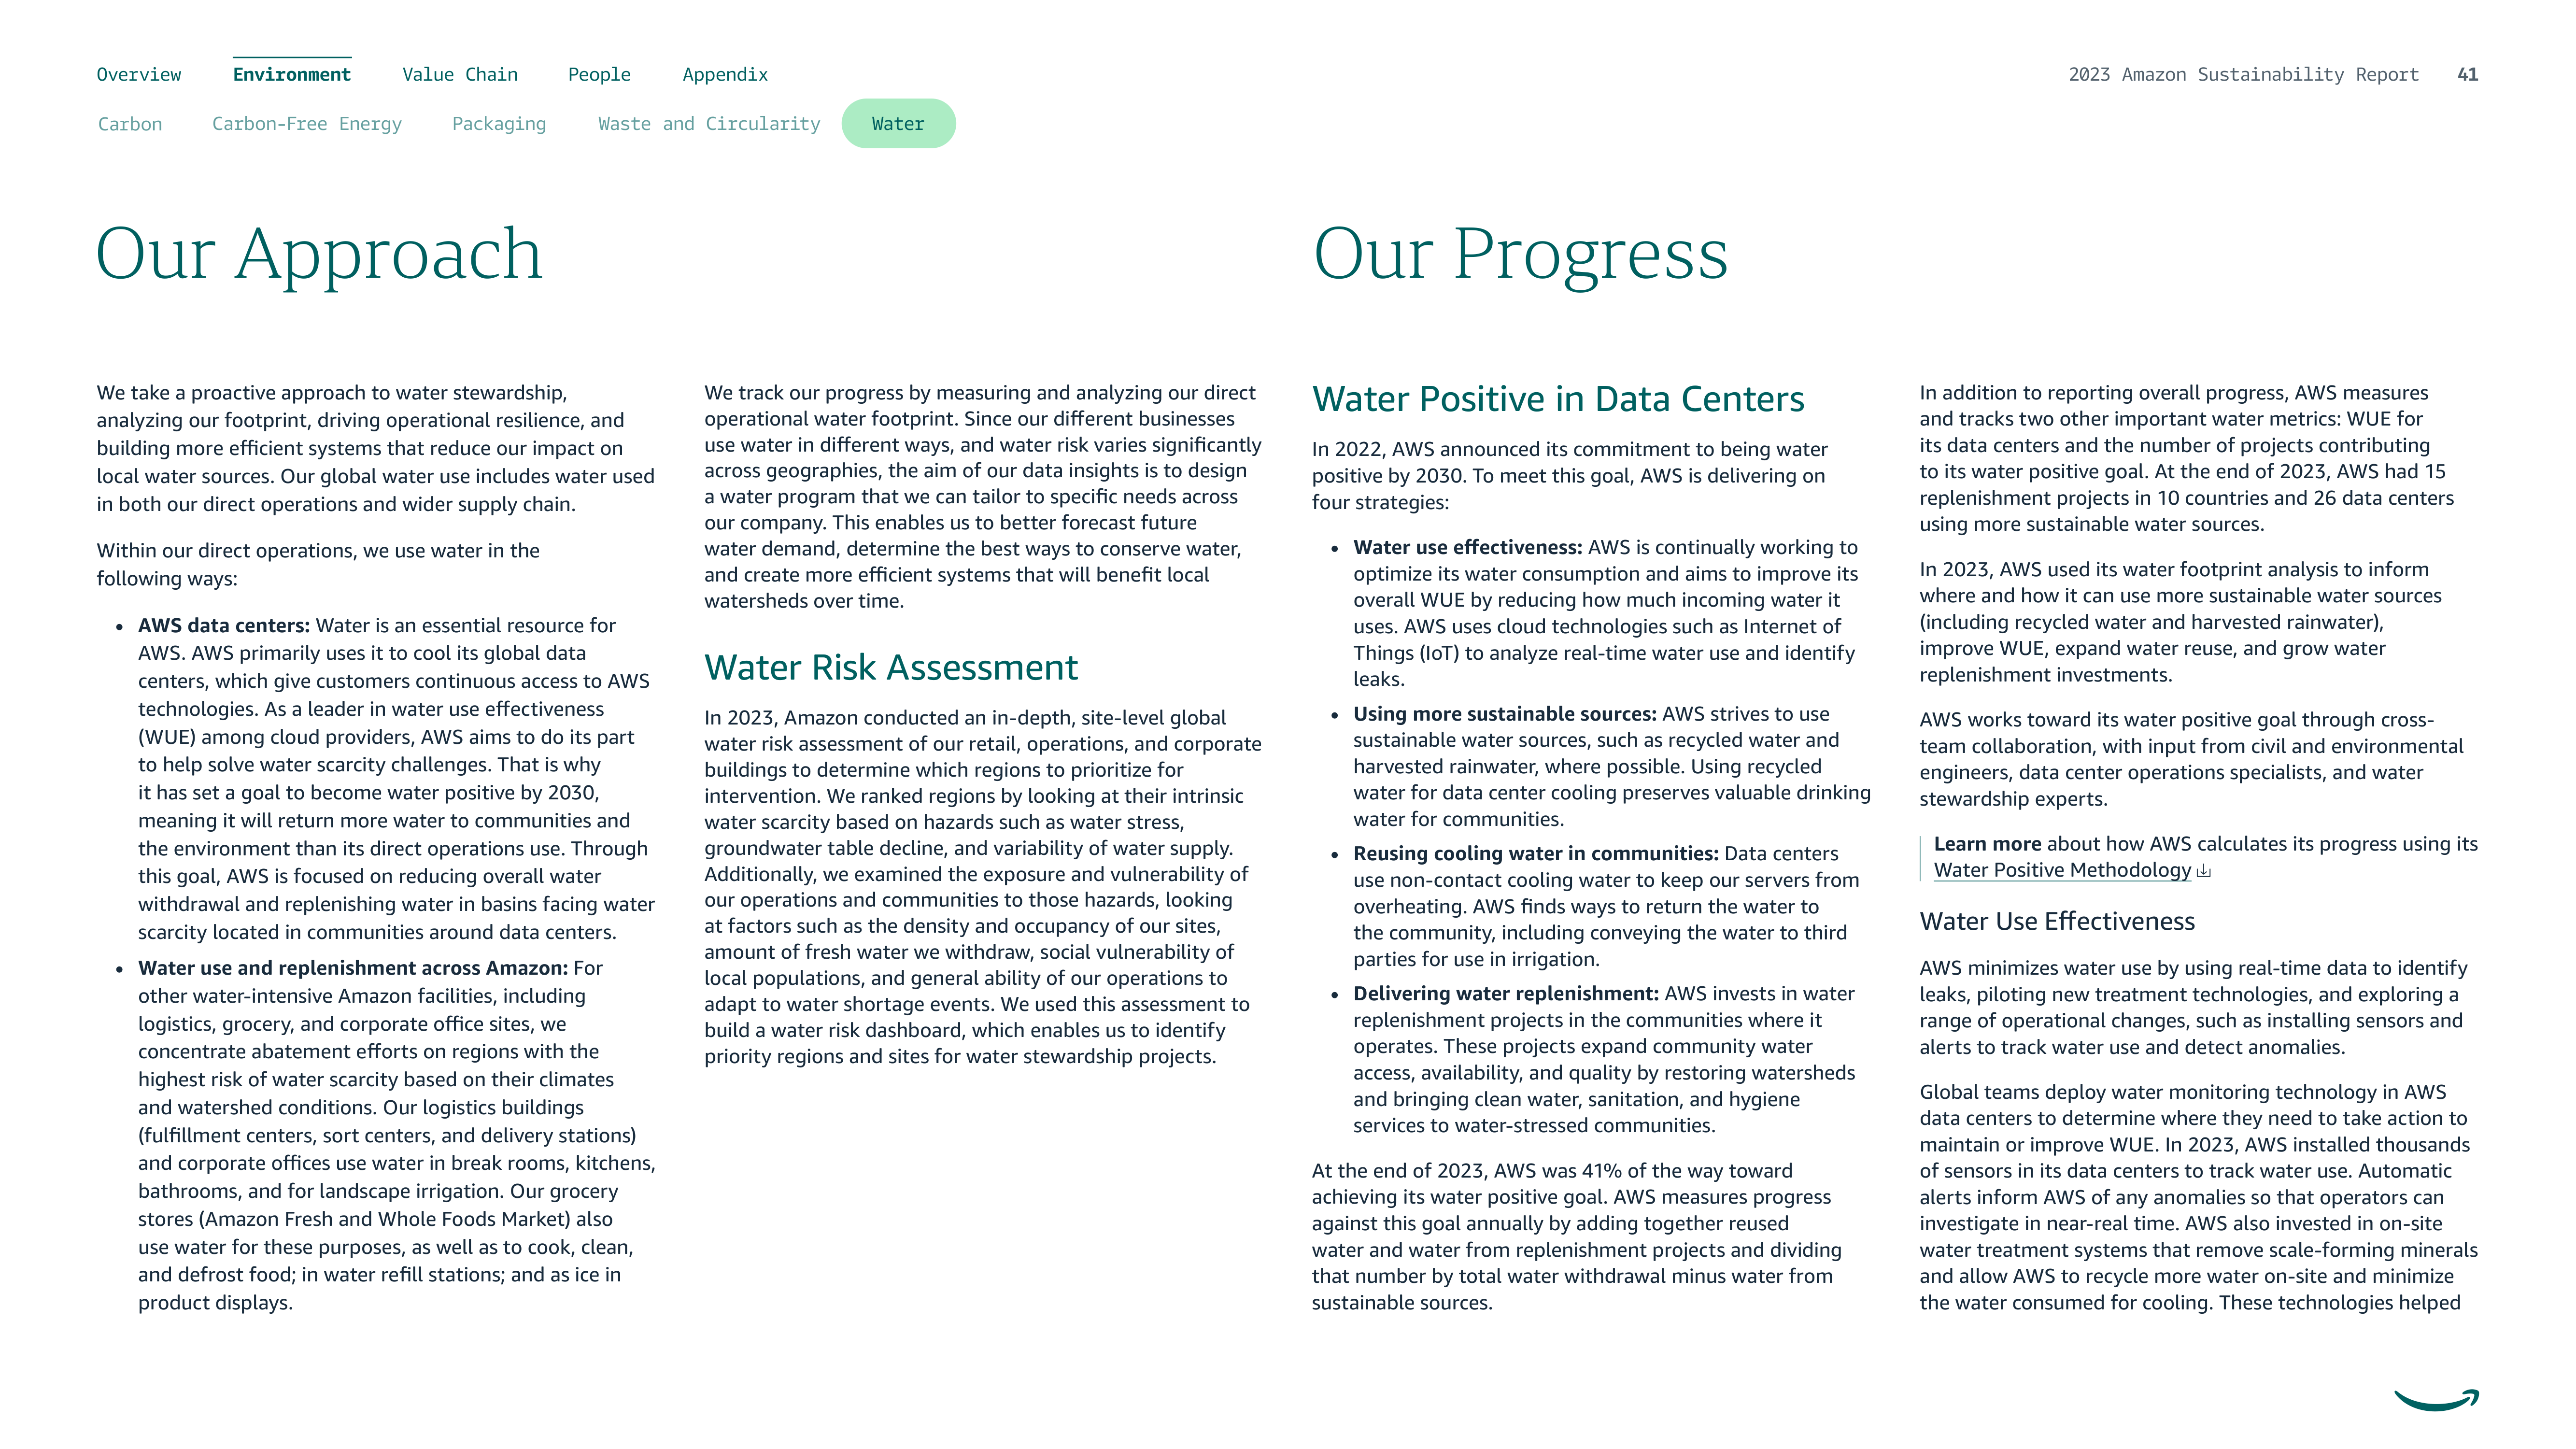 Overview Environment Value Chain People Appendix
2023 Amazon Sustainability Report 41
Carbon Carbon-Free Energy Packaging Waste and Circularity Water
Our Approach
We take a proactive approach to water stewardship,
analyzing our footprint, driving operational resilience, and
building more efficient systems that reduce our impact on
local water sources. Our global water use includes water used
in both our direct operations and wider supply chain.
Within our direct operations, we use water in the
following ways:
• AWS data centers: Water is an essential resource for
AWS. AWS primarily uses it to cool its global data
centers, which give customers continuous access to AWS
technologies. As a leader in water use effectiveness
(WUE) among cloud providers, AWS aims to do its part
to help solve water scarcity challenges. That is why
it has set a goal to become water positive by 2030,
meaning it will return more water to communities and
the environment than its direct operations use. Through
this goal, AWS is focused on reducing overall water
withdrawal and replenishing water in basins facing water
scarcity located in communities around data centers.
• Water use and replenishment across Amazon: For
other water-intensive Amazon facilities, including
logistics, grocery, and corporate office sites, we
concentrate abatement efforts on regions with the
highest risk of water scarcity based on their climates
and watershed conditions. Our logistics buildings
(fulfillment centers, sort centers, and delivery stations)
and corporate offices use water in break rooms, kitchens,
bathrooms, and for landscape irrigation. Our grocery
stores (Amazon Fresh and Whole Foods Market) also
use water for these purposes, as well as to cook, clean,
and defrost food; in water refill stations; and as ice in
product displays.
We track our progress by measuring and analyzing our direct
operational water footprint. Since our different businesses
use water in different ways, and water risk varies significantly
across geographies, the aim of our data insights is to design
a water program that we can tailor to specific needs across
our company. This enables us to better forecast future
water demand, determine the best ways to conserve water,
and create more efficient systems that will benefit local
watersheds over time.
Water Risk Assessment
In 2023, Amazon conducted an in-depth, site-level global
water risk assessment of our retail, operations, and corporate
buildings to determine which regions to prioritize for
intervention. We ranked regions by looking at their intrinsic
water scarcity based on hazards such as water stress,
groundwater table decline, and variability of water supply.
Additionally, we examined the exposure and vulnerability of
our operations and communities to those hazards, looking
at factors such as the density and occupancy of our sites,
amount of fresh water we withdraw, social vulnerability of
local populations, and general ability of our operations to
adapt to water shortage events. We used this assessment to
build a water risk dashboard, which enables us to identify
priority regions and sites for water stewardship projects.
Our Progress
Water Positive in Data Centers
In 2022, AWS announced its commitment to being water
positive by 2030. To meet this goal, AWS is delivering on
four strategies:
• Water use effectiveness: AWS is continually working to
optimize its water consumption and aims to improve its
overall WUE by reducing how much incoming water it
uses. AWS uses cloud technologies such as Internet of
Things (IoT) to analyze real-time water use and identify
leaks.
• Using more sustainable sources: AWS strives to use
sustainable water sources, such as recycled water and
harvested rainwater, where possible. Using recycled
water for data center cooling preserves valuable drinking
water for communities.
• Reusing cooling water in communities: Data centers
use non-contact cooling water to keep our servers from
overheating. AWS finds ways to return the water to
the community, including conveying the water to third
parties for use in irrigation.
• Delivering water replenishment: AWS invests in water
replenishment projects in the communities where it
operates. These projects expand community water
access, availability, and quality by restoring watersheds
and bringing clean water, sanitation, and hygiene
services to water-stressed communities.
At the end of 2023, AWS was 41% of the way toward
achieving its water positive goal. AWS measures progress
against this goal annually by adding together reused
water and water from replenishment projects and dividing
that number by total water withdrawal minus water from
sustainable sources.
In addition to reporting overall progress, AWS measures
and tracks two other important water metrics: WUE for
its data centers and the number of projects contributing
to its water positive goal. At the end of 2023, AWS had 15
replenishment projects in 10 countries and 26 data centers
using more sustainable water sources.
In 2023, AWS used its water footprint analysis to inform
where and how it can use more sustainable water sources
(including recycled water and harvested rainwater),
improve WUE, expand water reuse, and grow water
replenishment investments.
AWS works toward its water positive goal through cross-
team collaboration, with input from civil and environmental
engineers, data center operations specialists, and water
stewardship experts.
Learn more about how AWS calculates its progress using its
Water Positive Methodology
Water Use Effectiveness
AWS minimizes water use by using real-time data to identify
leaks, piloting new treatment technologies, and exploring a
range of operational changes, such as installing sensors and
alerts to track water use and detect anomalies.
Global teams deploy water monitoring technology in AWS
data centers to determine where they need to take action to
maintain or improve WUE. In 2023, AWS installed thousands
of sensors in its data centers to track water use. Automatic
alerts inform AWS of any anomalies so that operators can
investigate in near-real time. AWS also invested in on-site
water treatment systems that remove scale-forming minerals
and allow AWS to recycle more water on-site and minimize
the water consumed for cooling. These technologies helped